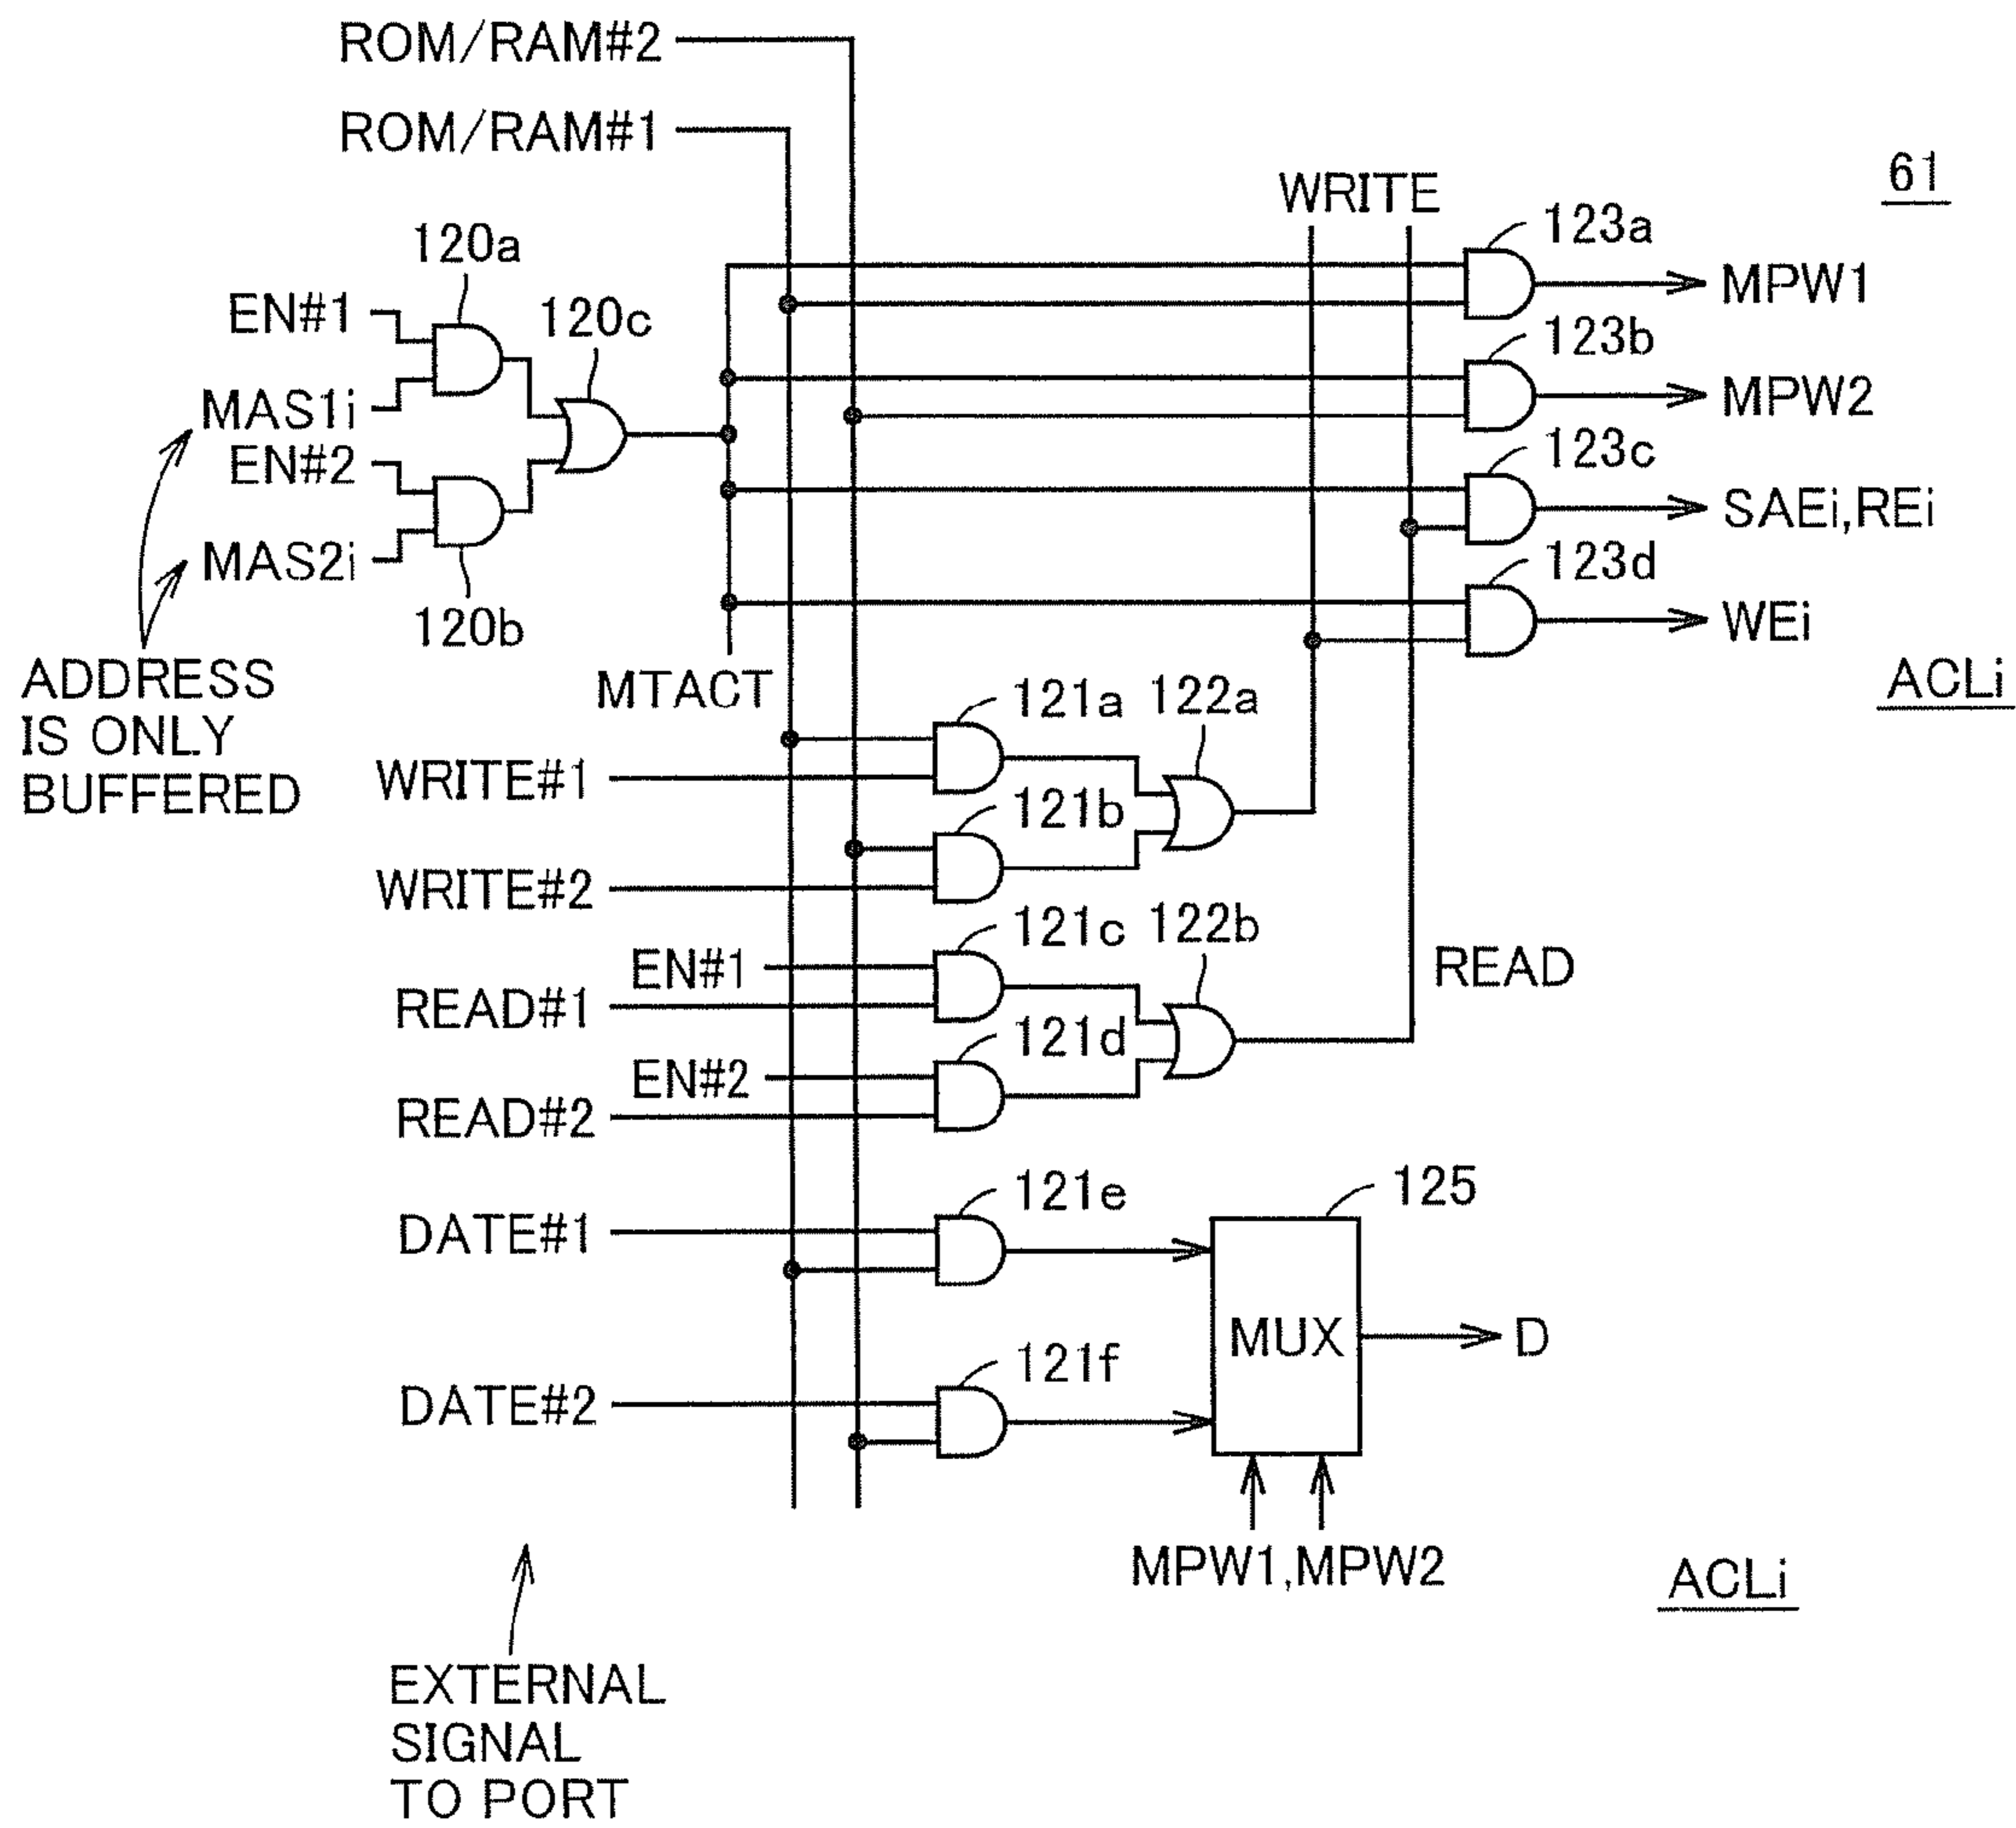 ROM/RAM#2
ROM/RAM#1
61
WRITE
123a
120a
MPW1
EN#1
120c
123b
MAS1i
MPW2
EN#2
123c
SAEi,REi
MAS2i
123d
120b
WEi
ADDRESS
IS ONLY
BUFFERED
MTACT
121a
122a
ACLi
WRITE#1
121b
WRITE#2
121c
122b
EN#1
READ
READ#1
121d
EN#2
READ#2
121e
125
DATE#1
MUX
D
121f
DATE#2
MPW1,MPW2
ACLi
EXTERNAL
SIGNAL
TO PORT